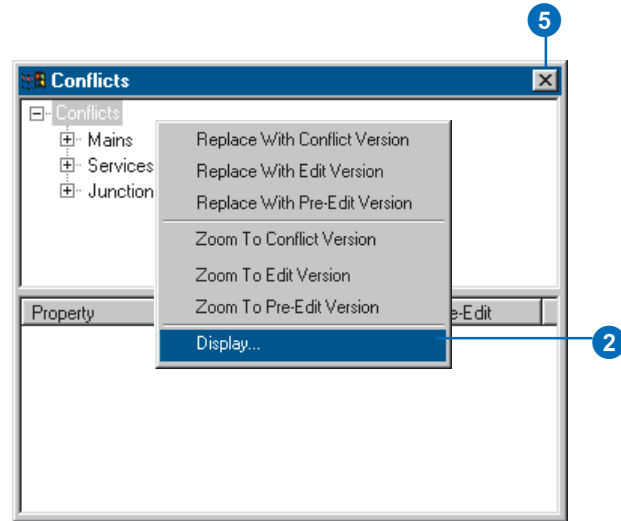 5
Conflicts
Conflicts
Mains
Services
Junction
Replace With Conflict Version
Replace With Edit Version
Replace With Pre-Edit Version
Zoom To Conflict Version
Zoom To Edit Version
Zoom To Pre-Edit Version
Display...
2
Property
e-Edit